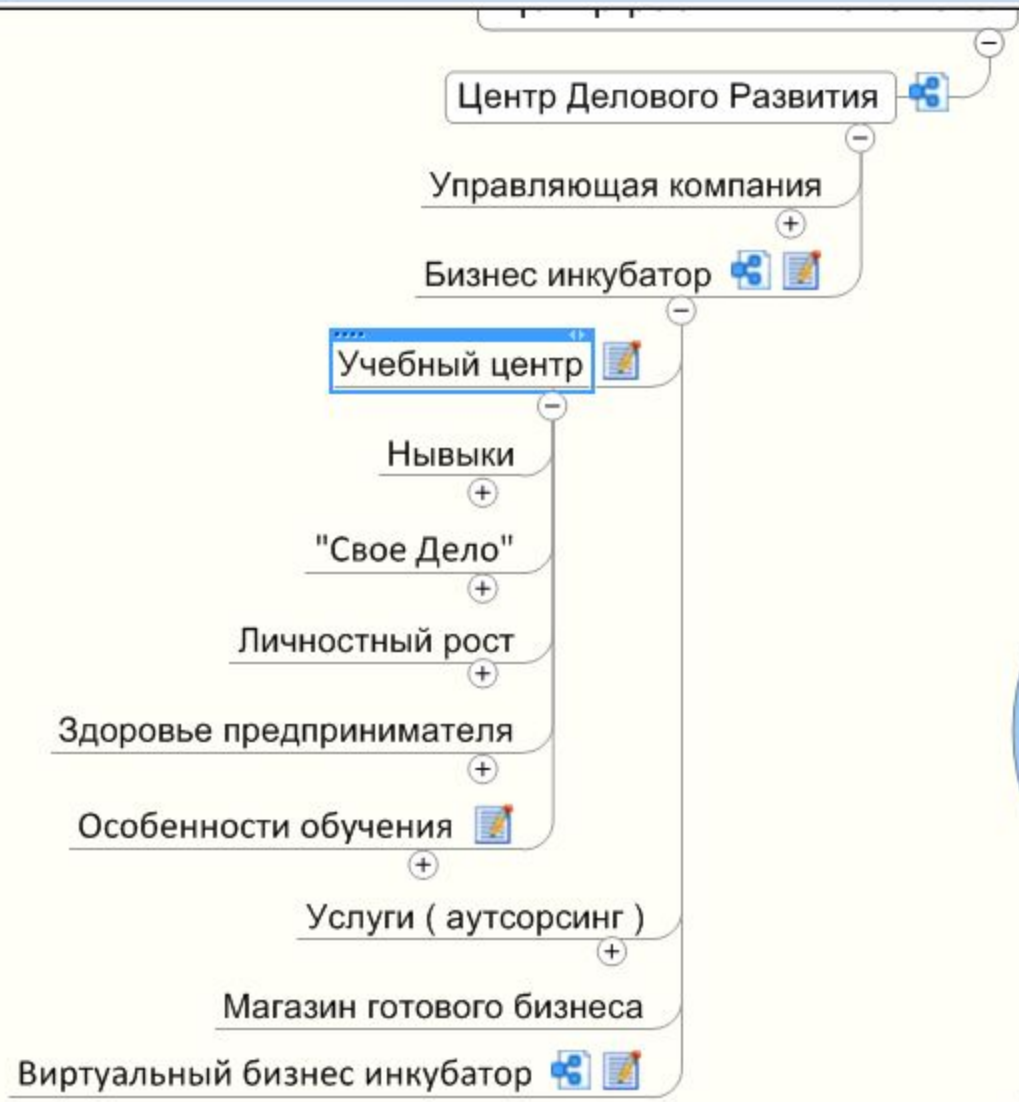 Центр Делового Развития
Управляющая компания
Бизнес инкубатор
Учебный центр
Нывыки
"Свое Дело"
Личностный рост
Здоровье предпринимателя
Особенности обучения
Услуги ( аутсорсинг )
Магазин готового бизнеса
Виртуальный бизнес инкубатор